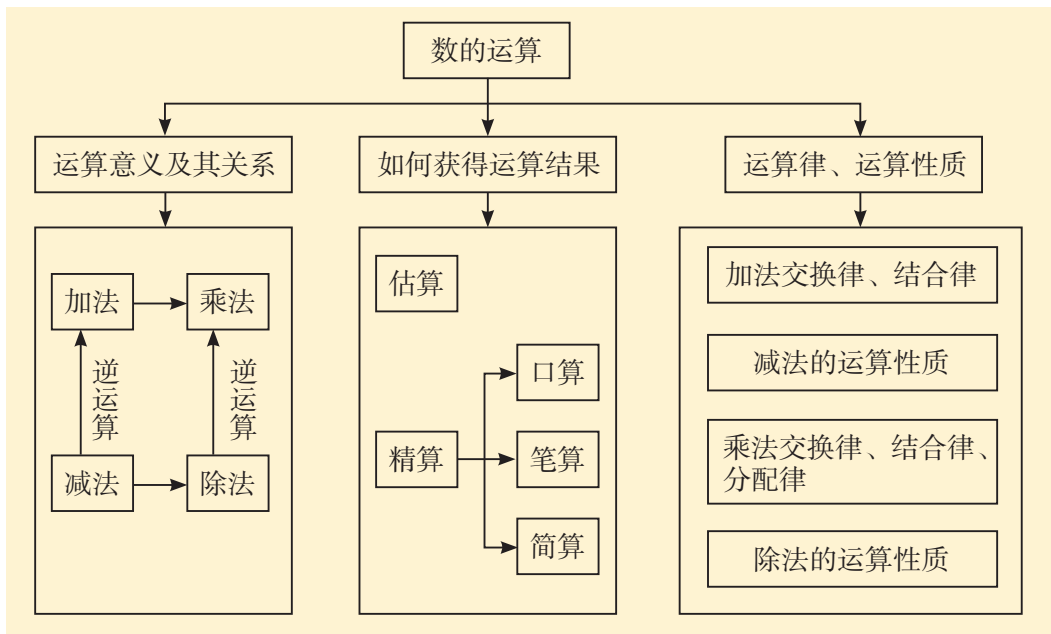 数的运算
运算意义及其关系
如何获得运算结果
运算律、运算性质
加法
乘法
逆运算
逆运算
减法
除法
估算
精算
口算
笔算
简算
加法交换律、结合律
减法的运算性质
乘法交换律、结合律、
分配律
除法的运算性质